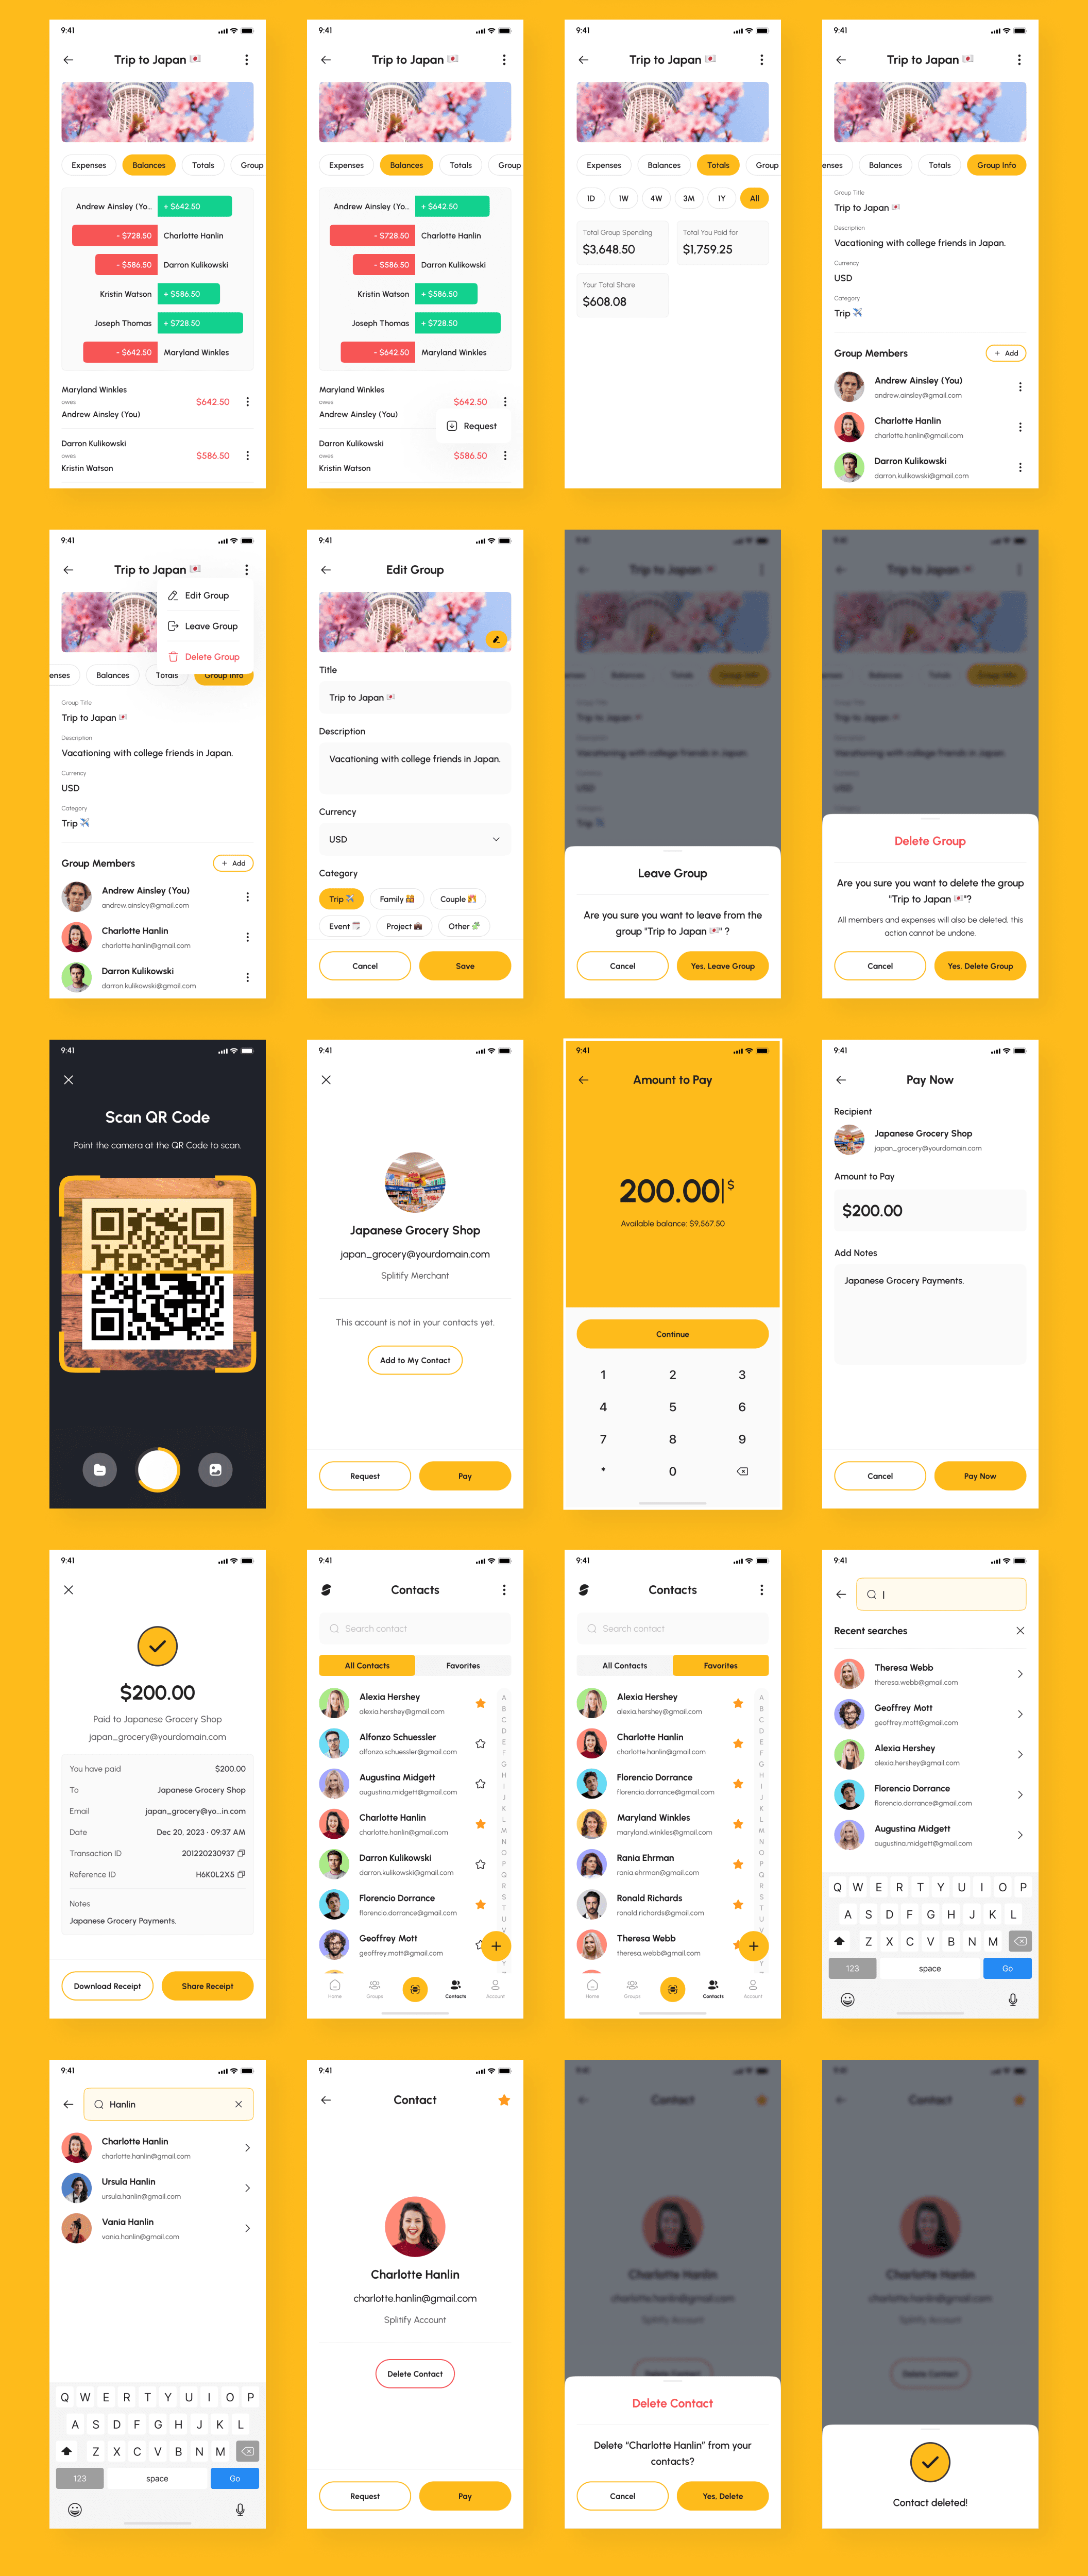 9:41
Trip to Japan 🇯🇵
Expenses Balances Totals Group
Andrew Ainsley (Yo... + $642.50
- $728.50 Charlotte Hanlin
- $586.50 Darron Kulikowski
Kristin Watson + $586.50
Joseph Thomas + $728.50
- $642.50 Maryland Winkles
Maryland Winkles
owes
Andrew Ainsley (You)
$642.50
Darron Kulikowski
owes
Kristin Watson
$586.50
9:41
Trip to Japan 🇯🇵
Expenses Balances Totals Group
Andrew Ainsley (Yo... + $642.50
- $728.50 Charlotte Hanlin
- $586.50 Darron Kulikowski
Kristin Watson + $586.50
Joseph Thomas + $728.50
- $642.50 Maryland Winkles
Maryland Winkles
owes
Andrew Ainsley (You)
$642.50
Request
Darron Kulikowski
owes
Kristin Watson
$586.50
9:41
Trip to Japan 🇯🇵
Expenses Balances Totals Group
1D 1W 4W 3M 1Y All
Total Group Spending
$3,648.50
Total You Paid for
$1,759.25
Your Total Share
$608.08
9:41
Trip to Japan 🇯🇵
enses Balances Totals Group Info
Group Title
Trip to Japan 🇯🇵
Description
Vacationing with college friends in Japan.
Currency
USD
Category
Trip ✈️
Group Members + Add
Andrew Ainsley (You)
andrew.ainsley@gmail.com
Charlotte Hanlin
charlotte.hanlin@gmail.com
Darron Kulikowski
darron.kulikowski@gmail.com
9:41
Trip to Japan 🇯🇵
Edit Group
Leave Group
Delete Group
enses Balances Totals Group Info
Group Title
Trip to Japan 🇯🇵
Description
Vacationing with college friends in Japan.
Currency
USD
Category
Trip ✈️
Group Members + Add
Andrew Ainsley (You)
andrew.ainsley@gmail.com
Charlotte Hanlin
charlotte.hanlin@gmail.com
Darron Kulikowski
darron.kulikowski@gmail.com
9:41
Edit Group
Title
Trip to Japan 🇯🇵
Description
Vacationing with college friends in Japan.
Currency
USD
Category
Trip ✈️ Family 👨‍👩‍👧‍👦 Couple 💑
Event 🗓 Project 💼 Other 💸
Cancel Save
Trip to Japan
Leave Group
Are you sure you want to leave from the
group "Trip to Japan 🇯🇵" ?
Cancel Yes, Leave Group
Trip to Japan
Delete Group
Are you sure you want to delete the group
"Trip to Japan 🇯🇵"?
All members and expenses will also be deleted, this
action cannot be undone.
Cancel Yes, Delete Group
9:41
Scan QR Code
Point the camera at the QR Code to scan.
9:41
Japanese Grocery Shop
japan_grocery@yourdomain.com
Splitify Merchant
This account is not in your contacts yet.
Add to My Contact
Request Pay
9:41
Amount to Pay
200.00 $
Available balance: $9,567.50
Continue
1 2 3
4 5 6
7 8 9
* 0
9:41
Pay Now
Recipient
Japanese Grocery Shop
japan_grocery@yourdomain.com
Amount to Pay
$200.00
Add Notes
Japanese Grocery Payments.
Cancel Pay Now
9:41
$200.00
Paid to Japanese Grocery Shop
japan_grocery@yourdomain.com
You have paid $200.00
To Japanese Grocery Shop
Email japan_grocery@yo...in.com
Date Dec 20, 2023 · 09:37 AM
Transaction ID 201220230937
Reference ID H6K0L2X5
Notes
Japanese Grocery Payments.
Download Receipt Share Receipt
9:41
Contacts
Search contact
All Contacts Favorites
Alexia Hershey
alexia.hershey@gmail.com
Alfonzo Schuessler
alfonzo.schuessler@gmail.com
Augustina Midgett
augustina.midgett@gmail.com
Charlotte Hanlin
charlotte.hanlin@gmail.com
Darron Kulikowski
darron.kulikowski@gmail.com
Florencio Dorrance
florencio.dorrance@gmail.com
Geoffrey Mott
geoffrey.mott@gmail.com
A
B
C
D
E
F
G
H
I
J
K
L
M
N
O
P
Q
R
S
T
U
V
Y
Home Groups Contacts Account
9:41
Contacts
Search contact
All Contacts Favorites
Alexia Hershey
alexia.hershey@gmail.com
Charlotte Hanlin
charlotte.hanlin@gmail.com
Florencio Dorrance
florencio.dorrance@gmail.com
Maryland Winkles
maryland.winkles@gmail.com
Rania Ehrman
rania.ehrman@gmail.com
Ronald Richards
ronald.richards@gmail.com
Theresa Webb
theresa.webb@gmail.com
A
B
C
D
E
F
G
H
I
J
K
L
M
N
O
P
Q
R
S
T
U
V
Y
Home Groups Contacts Account
9:41
Recent searches
Theresa Webb
theresa.webb@gmail.com
Geoffrey Mott
geoffrey.mott@gmail.com
Alexia Hershey
alexia.hershey@gmail.com
Florencio Dorrance
florencio.dorrance@gmail.com
Augustina Midgett
augustina.midgett@gmail.com
Q W E R T Y U I O P
A S D F G H J K L
Z X C V B N M
123 space Go
9:41
Hanlin
Charlotte Hanlin
charlotte.hanlin@gmail.com
Ursula Hanlin
ursula.hanlin@gmail.com
Vania Hanlin
vania.hanlin@gmail.com
Q W E R T Y U I O P
A S D F G H J K L
Z X C V B N M
123 space Go
9:41
Contact
Charlotte Hanlin
charlotte.hanlin@gmail.com
Splitify Account
Delete Contact
Request Pay
Contact
Charlotte Hanlin
charlotte.hanlin@gmail.com
Splitify Account
Delete Contact
Delete Contact
Delete “Charlotte Hanlin” from your
contacts?
Cancel Yes, Delete
Contact
Charlotte Hanlin
charlotte.hanlin@gmail.com
Splitify Account
Delete Contact
Contact deleted!